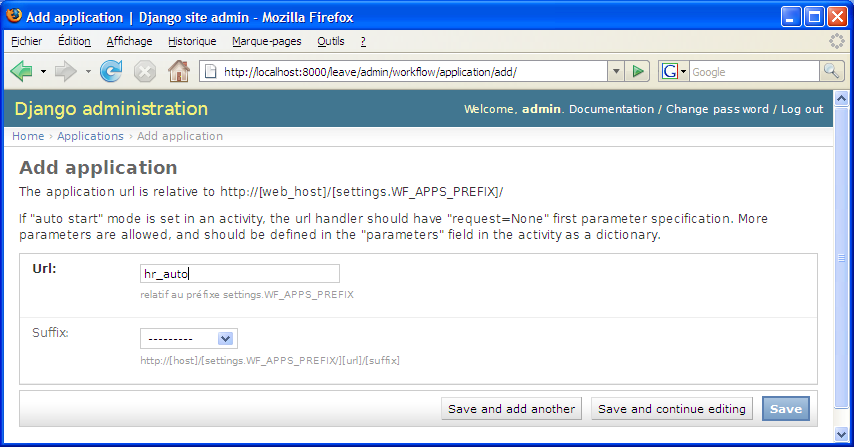 Add application | Django site admin - Mozilla Firefox
Fichier Édition Affichage Historique Marque-pages Outils ?
http://localhost:8000/leave/admin/workflow/application/add/ G Google
Django administration
Welcome, admin. Documentation / Change password / Log out
Home › Applications › Add application
Add application
The application url is relative to http://[web_host]/[settings.WF_APPS_PREFIX]/
If "auto start" mode is set in an activity, the url handler should have "request=None" first parameter specification. More
parameters are allowed, and should be defined in the "parameters" field in the activity as a dictionary.
Url: hr_auto
relatif au préfixe settings.WF_APPS_PREFIX
Suffix: ---------
http://[host]/[settings.WF_APPS_PREFIX/][url]/[suffix]
Save and add another Save and continue editing Save